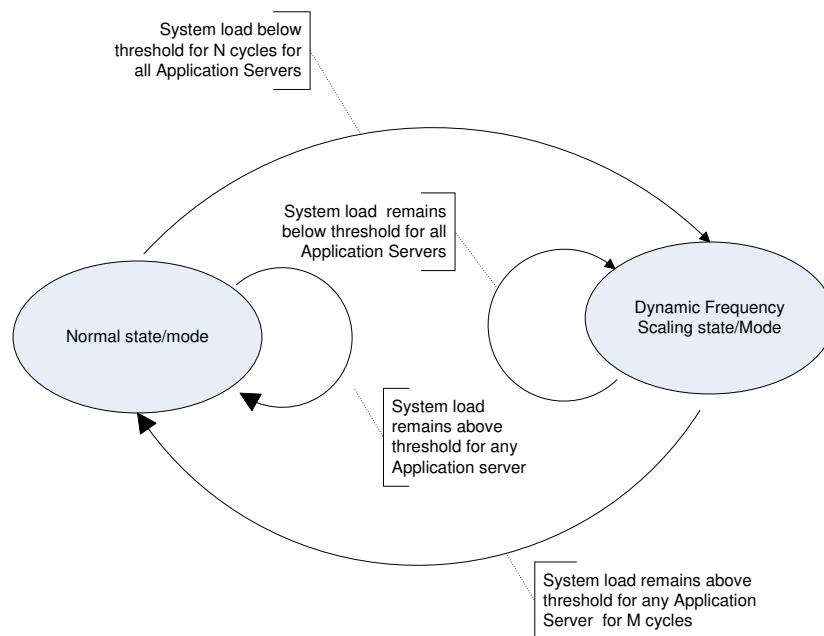 System load below
threshold for N cycles for
all Application Servers
System load remains
below threshold for all
Application Servers
Dynamic Frequency
Scaling state/Mode
Normal state/mode
System load
remains above
threshold for any
Application server
System load remains above
threshold for any Application
Server for M cycles